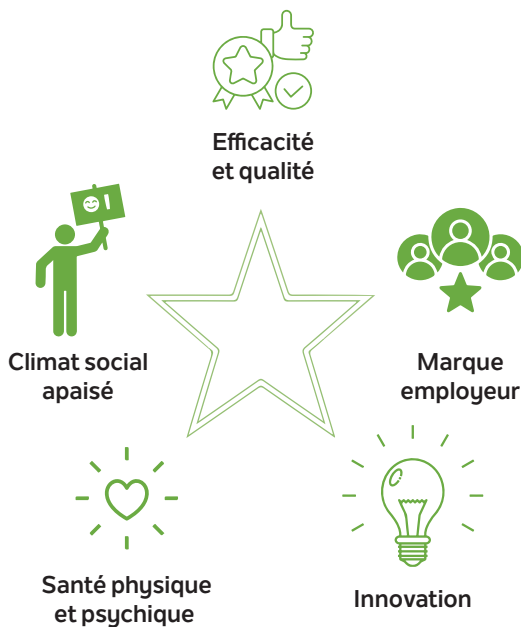 Efficacité
et qualité
Climat social
apaisé
Marque
employeur
Santé physique
et psychique
Innovation